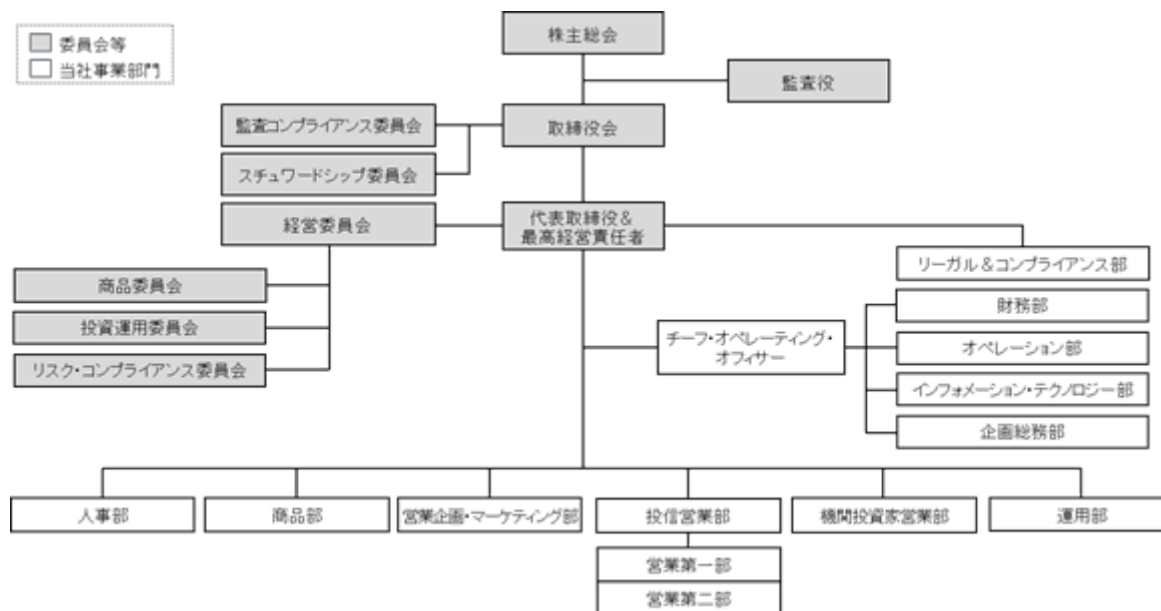 株主総会
委員会等
当社事業部門
監査役
監査コンプライアンス委員会
取締役会
スチュワードシップ委員会
経営委員会
代表取締役&
最高経営責任者
リーガル&コンプライアンス部
商品委員会
財務部
投資運用委員会
チーフ・オペレーティング・
オフィサー
オペレーション部
リスク・コンプライアンス委員会
インフォメーション・テクノロジー部
企画総務部
人事部
商品部
営業企画・マーケティング部
投信営業部
機関投資家営業部
運用部
営業第一部
営業第二部